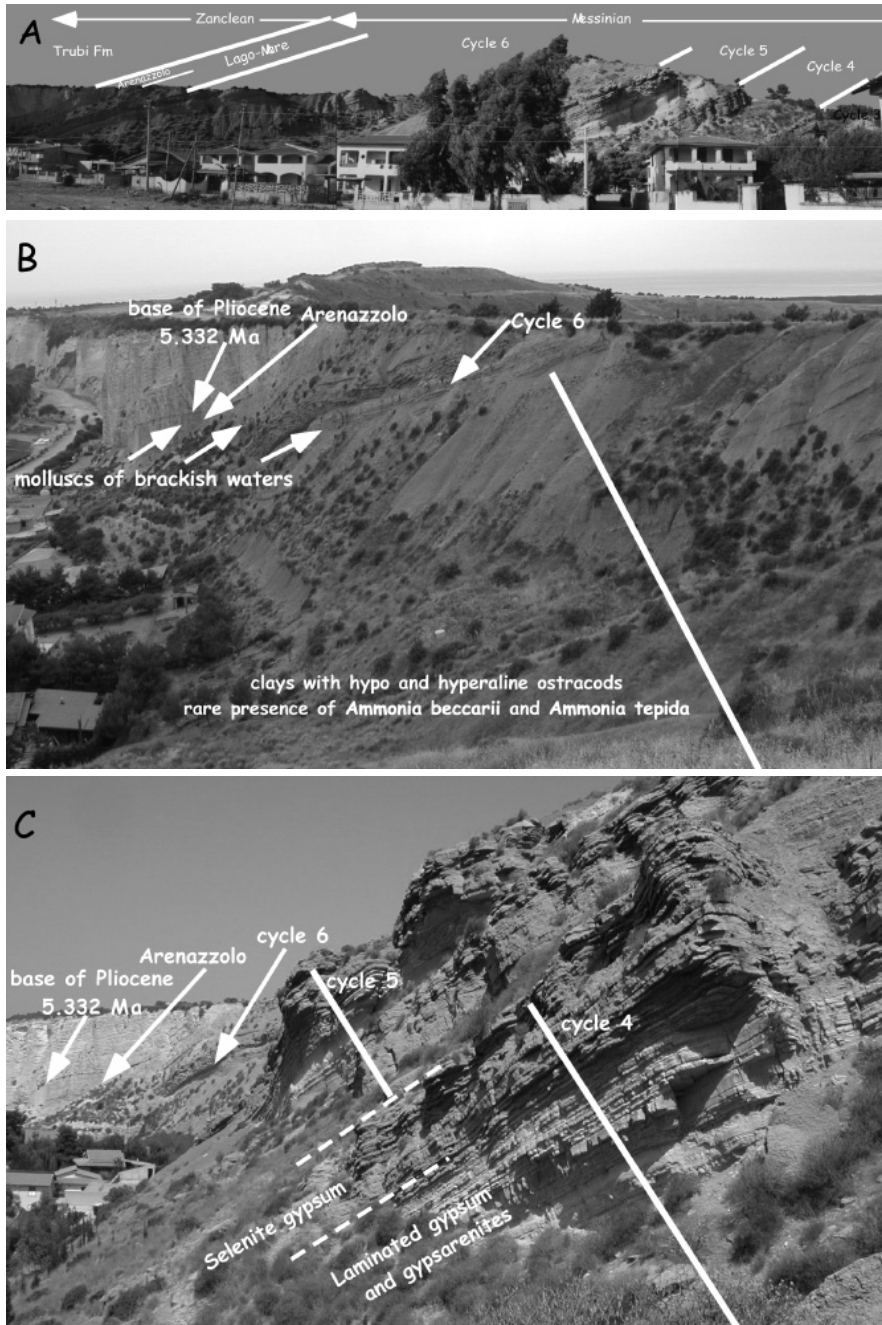 A
Zanclean
Messinian
Trubi Fm
Arenazzolo
Lago-Mare
Cycle 6
Cycle 5
Cycle 4
Cycle 3
B
base of Pliocene
5.332 Ma
Arenazzolo
Cycle 6
molluscs of brackish waters
clays with hypo and hyperaline ostracods
rare presence of Ammonia beccarii and Ammonia tepida
C
base of Pliocene
5.332 Ma
Arenazzolo
cycle 6
cycle 5
cycle 4
Selenite gypsum
Laminated gypsum
and gypsarenites